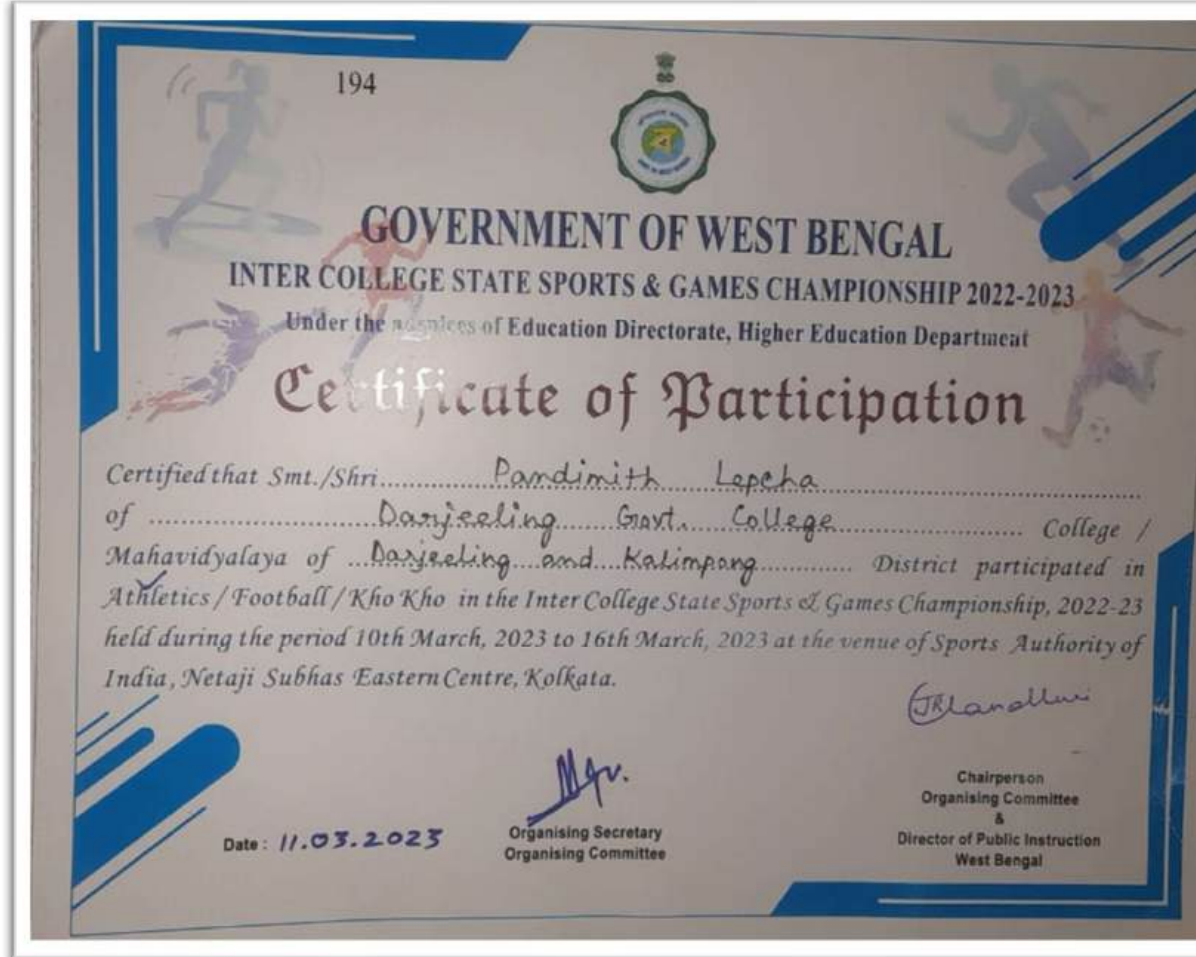 194
GOVERNMENT OF WEST BENGAL
INTER COLLEGE STATE SPORTS & GAMES CHAMPIONSHIP 2022-2023
Under the auspices of Education Directorate, Higher Education Department
Certificate of Participation
Certified that Smt./Shri Pandimith Lepcha
of Darjeeling Govt. College College /
Mahavidyalaya of Darjeeling and Kalimpong District participated in
Athletics / Football / Kho Kho in the Inter College State Sports & Games Championship, 2022-23
held during the period 10th March, 2023 to 16th March, 2023 at the venue of Sports Authority of
India, Netaji Subhas Eastern Centre, Kolkata.
Date : 11.03.2023
Organising Secretary
Organising Committee
Chairperson
Organising Committee
&
Director of Public Instruction
West Bengal